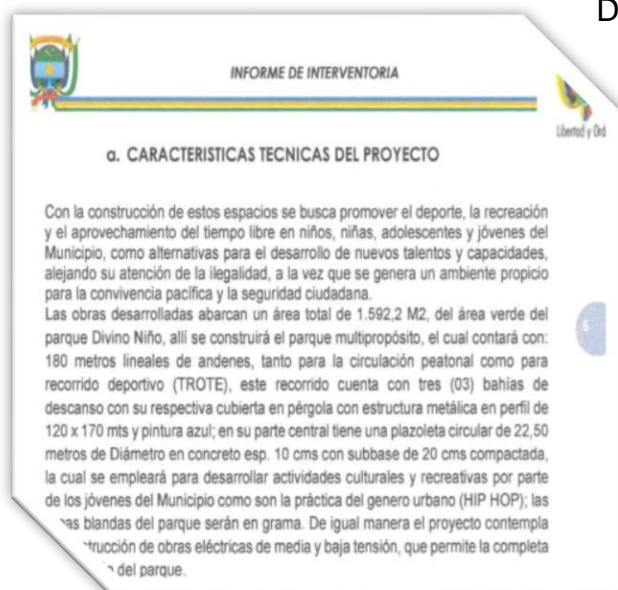 D
INFORME DE INTERVENTORIA
Libertad y Ord
a. CARACTERISTICAS TECNICAS DEL PROYECTO
Con la construcción de estos espacios se busca promover el deporte, la recreación
y el aprovechamiento del tiempo libre en niños, niñas, adolescentes y jóvenes del
Municipio, como alternativas para el desarrollo de nuevos talentos y capacidades,
alejando su atención de la ilegalidad, a la vez que se genera un ambiente propicio
para la convivencia pacífica y la seguridad ciudadana.
Las obras desarrolladas abarcan un área total de 1.592,2 M2, del área verde del
parque Divino Niño, allí se construirá el parque multipropósito, el cual contará con:
180 metros lineales de andenes, tanto para la circulación peatonal como para
recorrido deportivo (TROTE), este recorrido cuenta con tres (03) bahías de
descanso con su respectiva cubierta en pérgola con estructura metálica en perfil de
120 x 170 mts y pintura azul; en su parte central tiene una plazoleta circular de 22,50
metros de Diámetro en concreto esp. 10 cms con subbase de 20 cms compactada,
la cual se empleará para desarrollar actividades culturales y recreativas por parte
de los jóvenes del Municipio como son la práctica del genero urbano (HIP HOP); las
blandas del parque serán en grama. De igual manera el proyecto contempla
trucción de obras eléctricas de media y baja tensión, que permite la completa
del parque.
6